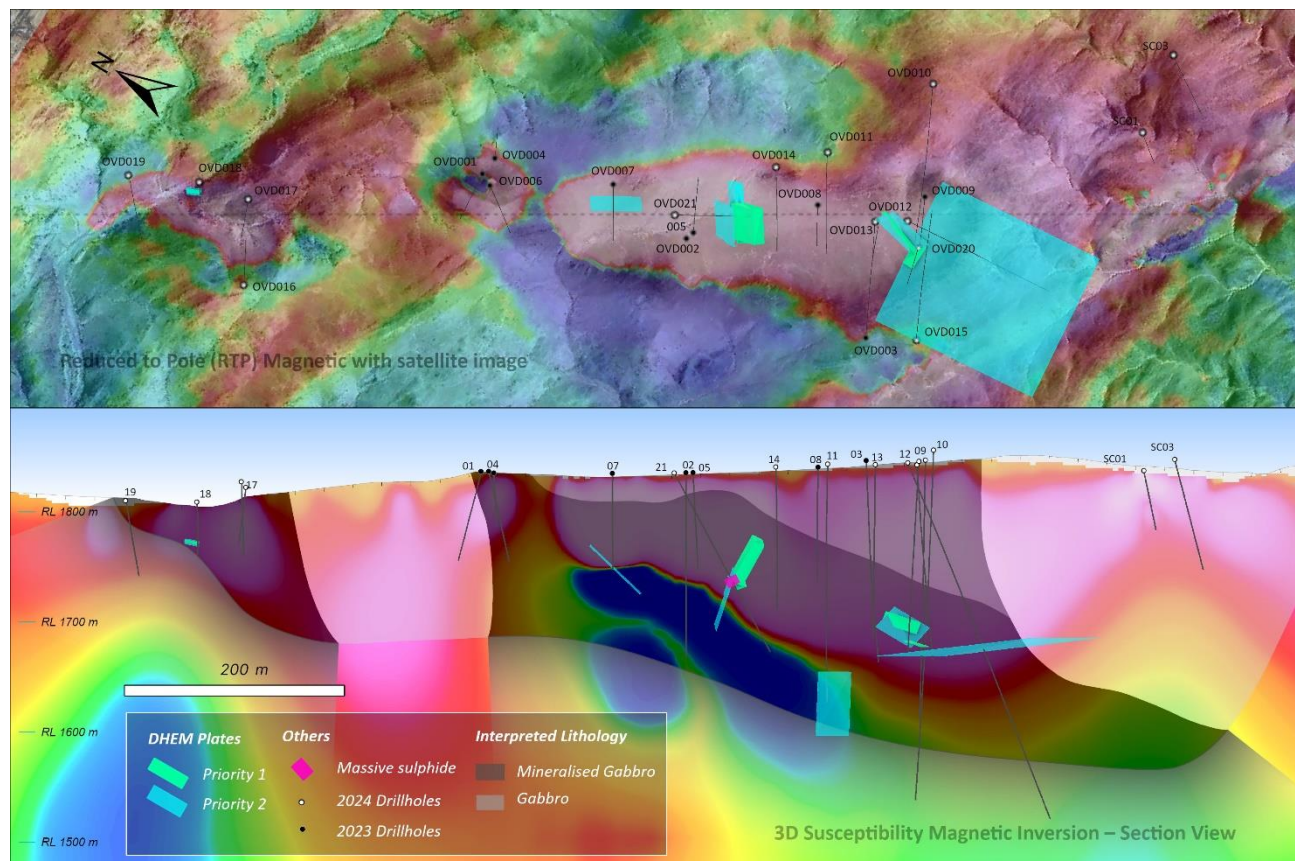 N
SC03
OVD010
SC01
OVD011
OVD001
OVD004
OVD019
OVD018
OVD014
OVD007
OVD006
OVD017
OVD008
OVD009
OVD021
OVD012
005
OVD013
OVD002
OVD020
OVD016
OVD003
OVD015
Reduced to Pole (RTP) Magnetic with satellite image
01
04
07
21
02
05
14
08
11
03
13
12
09
10
SC01
SC03
19
18
17
RL 1800 m
RL 1700 m
200 m
RL 1600 m
RL 1500 m
DHEM Plates
Priority 1
Priority 2
Others
Massive sulphide
2024 Drillholes
2023 Drillholes
Interpreted Lithology
Mineralised Gabbro
Gabbro
3D Susceptibility Magnetic Inversion – Section View